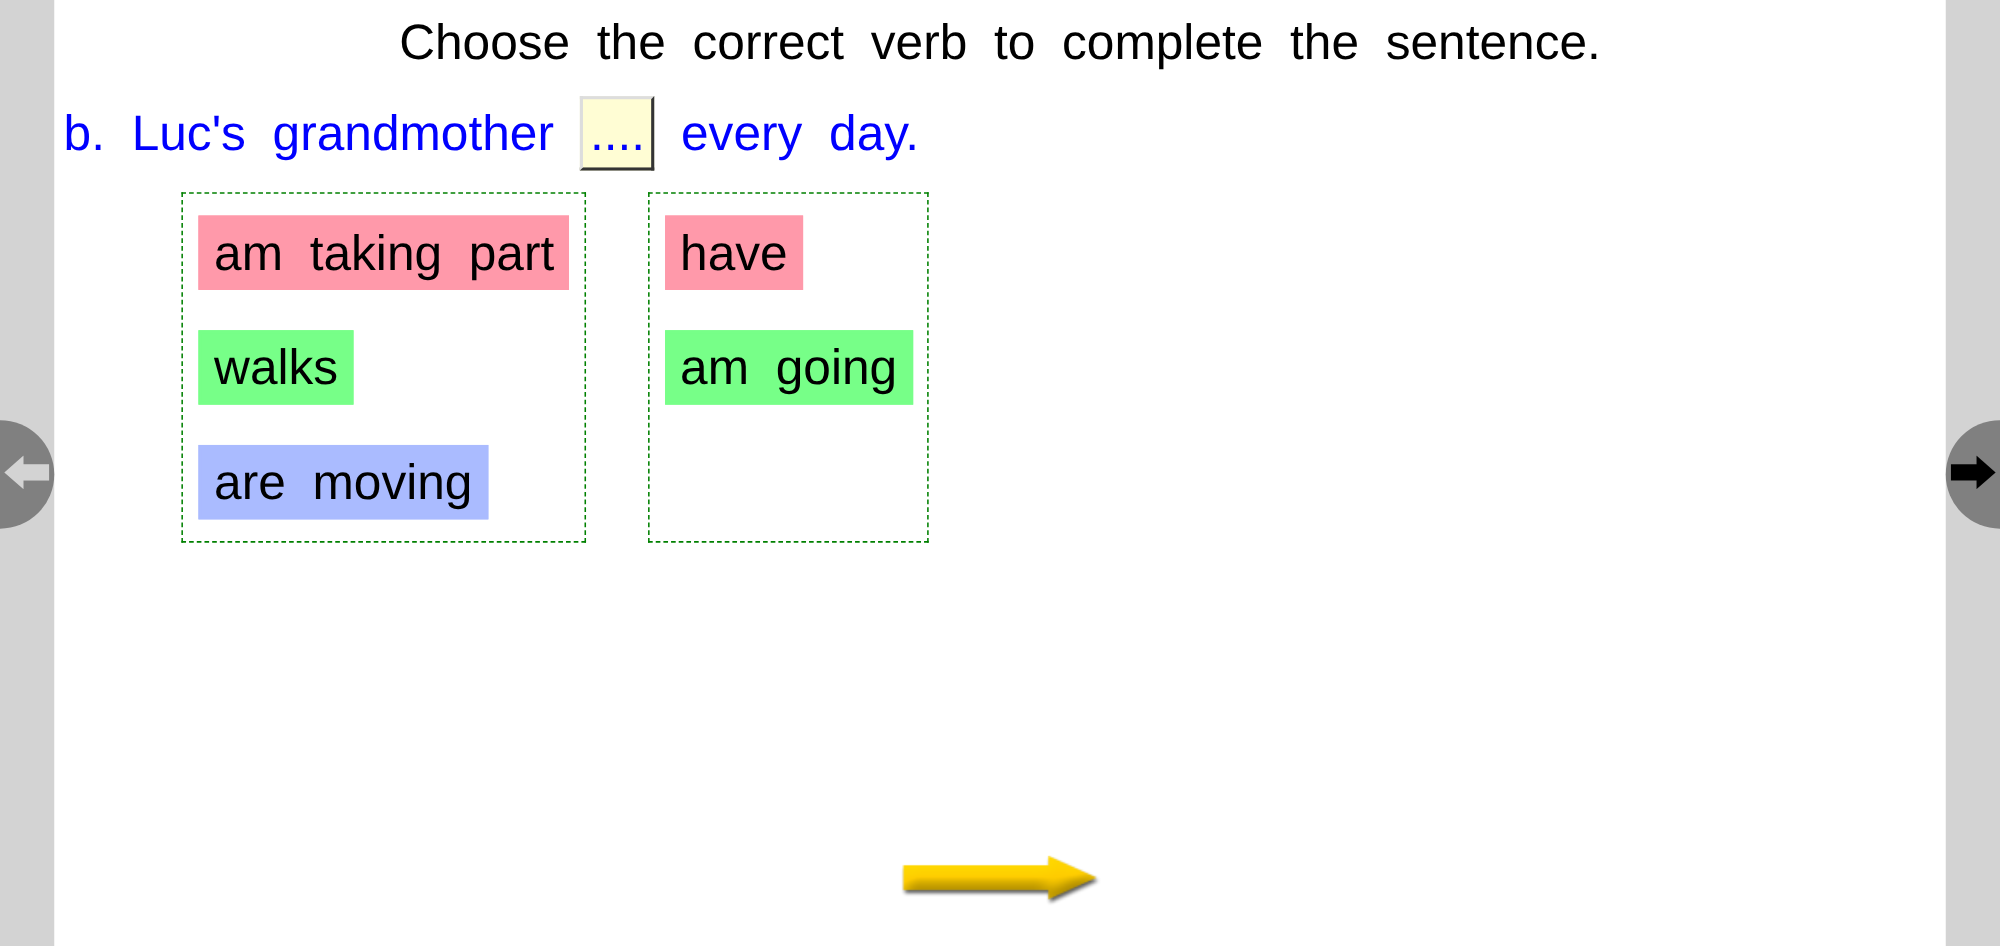 Choose the correct verb to complete the sentence.
b. Luc's grandmother .... every day.
am taking part
have
walks
am going
are moving